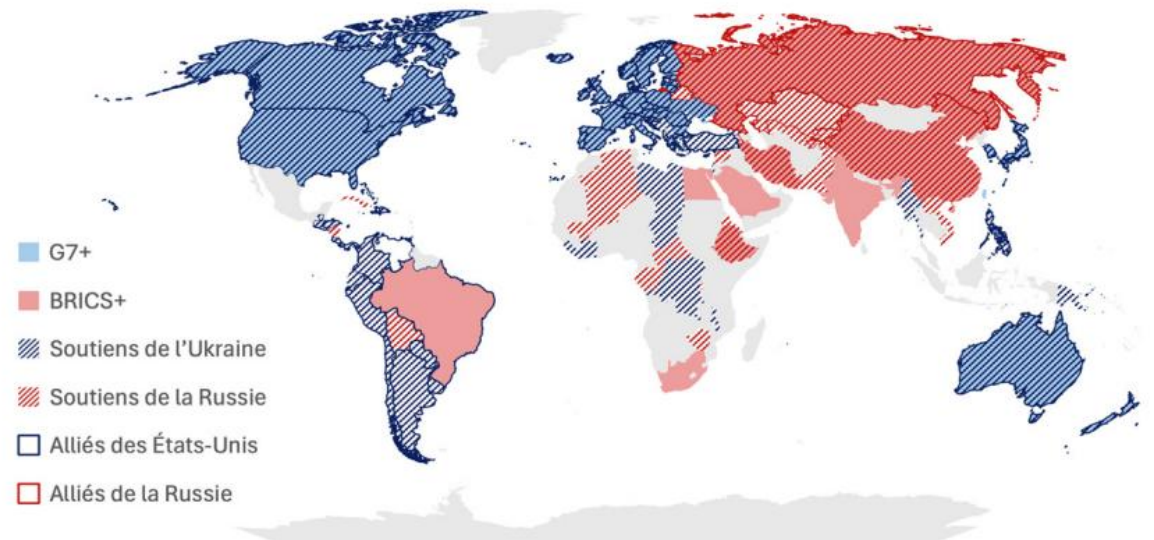 G7+
BRICS+
Soutiens de l’Ukraine
Soutiens de la Russie
Alliés des États-Unis
Alliés de la Russie